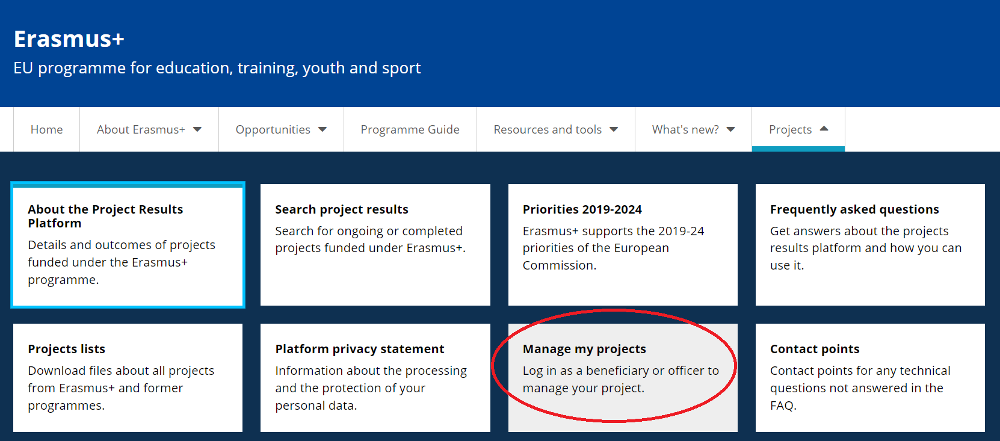 Erasmus+
EU programme for education, training, youth and sport
Home
About Erasmus+
Opportunities
Programme Guide
Resources and tools
What's new?
Projects
About the Project Results
Platform
Details and outcomes of projects
funded under the Erasmus+
programme.
Search project results
Search for ongoing or completed
projects funded under Erasmus+.
Priorities 2019-2024
Erasmus+ supports the 2019-24
priorities of the European
Commission.
Frequently asked questions
Get answers about the projects
results platform and how you can
use it.
Projects lists
Download files about all projects
from Erasmus+ and former
programmes.
Platform privacy statement
Information about the processing
and the protection of your
personal data.
Manage my projects
Log in as a beneficiary or officer to
manage your project.
Contact points
Contact points for any technical
questions not answered in the
FAQ.